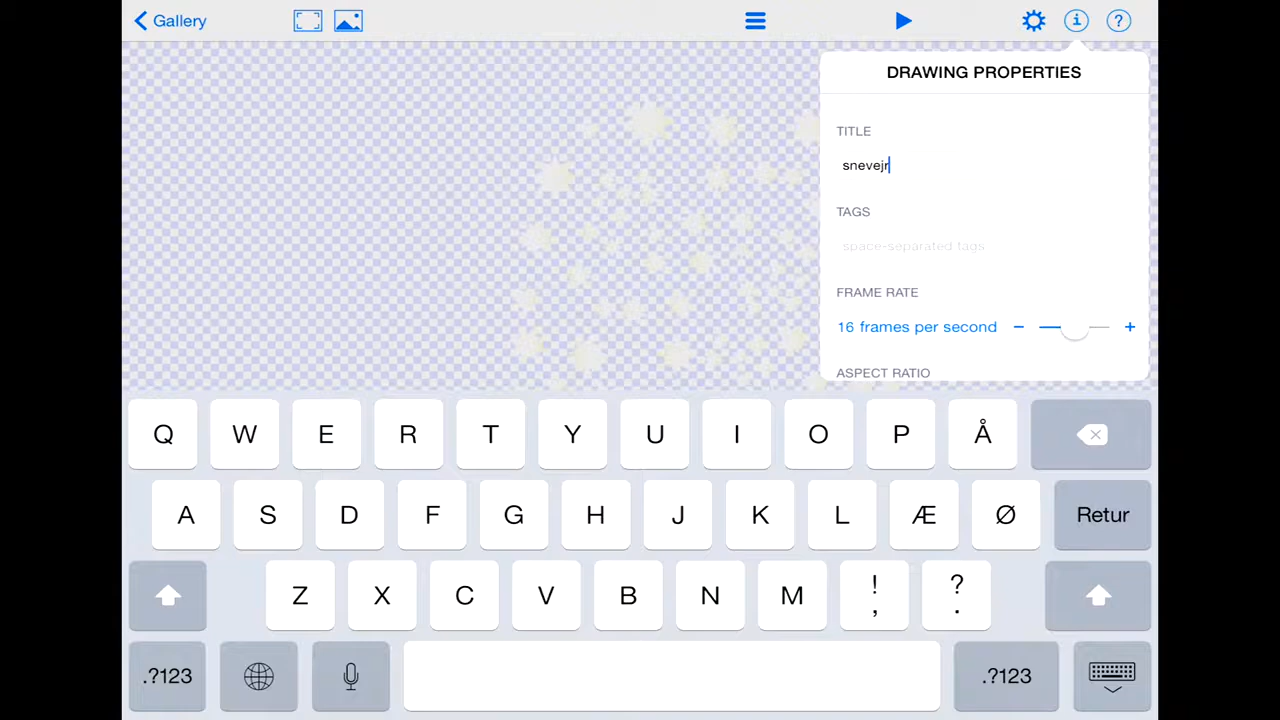 Gallery
DRAWING PROPERTIES
TITLE
snevejr
TAGS
space-separated tags
FRAME RATE
16 frames per second
ASPECT RATIO
Q W E R T Y U I O P Å
A S D F G H J K L Æ Ø Retur
Z X C V B N M ! , ? .
.?123 .?123